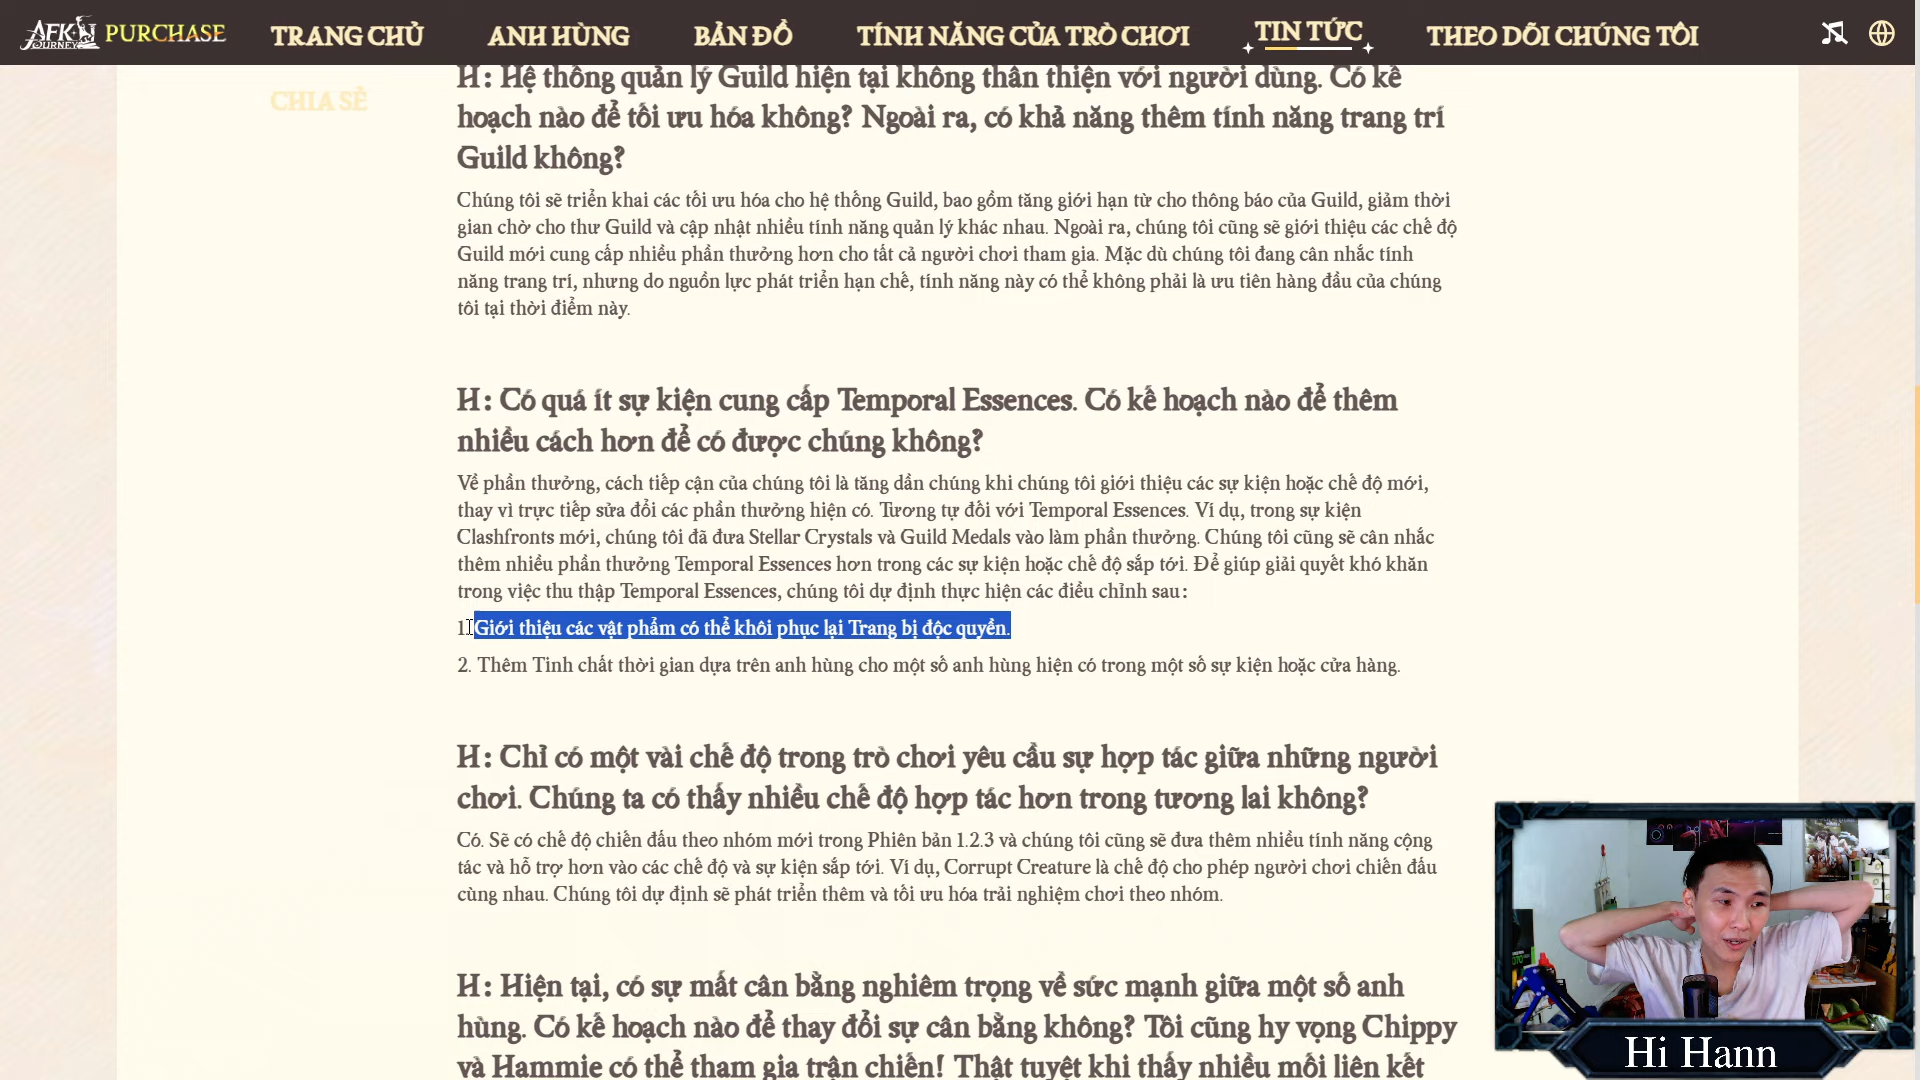 AFK JOURNEY
PURCHASE
TRANG CHỦ
ANH HÙNG
BẢN ĐỒ
TÍNH NĂNG CỦA TRÒ CHƠI
TIN TỨC
THEO DÕI CHÚNG TÔI
CHIA SẺ
H: Hệ thống quản lý Guild hiện tại không thân thiện với người dùng. Có kế
hoạch nào để tối ưu hóa không? Ngoài ra, có khả năng thêm tính năng trang trí
Guild không?
Chúng tôi sẽ triển khai các tối ưu hóa cho hệ thống Guild, bao gồm tăng giới hạn từ cho thông báo của Guild, giảm thời
gian chờ cho thư Guild và cập nhật nhiều tính năng quản lý khác nhau. Ngoài ra, chúng tôi cũng sẽ giới thiệu các chế độ
Guild mới cung cấp nhiều phần thưởng hơn cho tất cả người chơi tham gia. Mặc dù chúng tôi đang cân nhắc tính
năng trang trí, nhưng do nguồn lực phát triển hạn chế, tính năng này có thể không phải là ưu tiên hàng đầu của chúng
tôi tại thời điểm này.
H: Có quá ít sự kiện cung cấp Temporal Essences. Có kế hoạch nào để thêm
nhiều cách hơn để có được chúng không?
Về phần thưởng, cách tiếp cận của chúng tôi là tăng dần chúng khi chúng tôi giới thiệu các sự kiện hoặc chế độ mới,
thay vì trực tiếp sửa đổi các phần thưởng hiện có. Tương tự đối với Temporal Essences. Ví dụ, trong sự kiện
Clashfronts mới, chúng tôi đã đưa Stellar Crystals và Guild Medals vào làm phần thưởng. Chúng tôi cũng sẽ cân nhắc
thêm nhiều phần thưởng Temporal Essences hơn trong các sự kiện hoặc chế độ sắp tới. Để giúp giải quyết khó khăn
trong việc thu thập Temporal Essences, chúng tôi dự định thực hiện các điều chỉnh sau:
1. Giới thiệu các vật phẩm có thể khôi phục lại Trang bị độc quyền.
2. Thêm Tinh chất thời gian dựa trên anh hùng cho một số anh hùng hiện có trong một số sự kiện hoặc cửa hàng.
H: Chỉ có một vài chế độ trong trò chơi yêu cầu sự hợp tác giữa những người
chơi. Chúng ta có thấy nhiều chế độ hợp tác hơn trong tương lai không?
Có. Sẽ có chế độ chiến đấu theo nhóm mới trong Phiên bản 1.2.3 và chúng tôi cũng sẽ đưa thêm nhiều tính năng cộng
tác và hỗ trợ hơn vào các chế độ và sự kiện sắp tới. Ví dụ, Corrupt Creature là chế độ cho phép người chơi chiến đấu
cùng nhau. Chúng tôi dự định sẽ phát triển thêm và tối ưu hóa trải nghiệm chơi theo nhóm.
H: Hiện tại, có sự mất cân bằng nghiêm trọng về sức mạnh giữa một số anh
hùng. Có kế hoạch nào để thay đổi sự cân bằng không? Tôi cũng hy vọng Chippy
và Hammie có thể tham gia trận chiến! Thật tuyệt khi thấy nhiều mối liên kết
Hi Hann